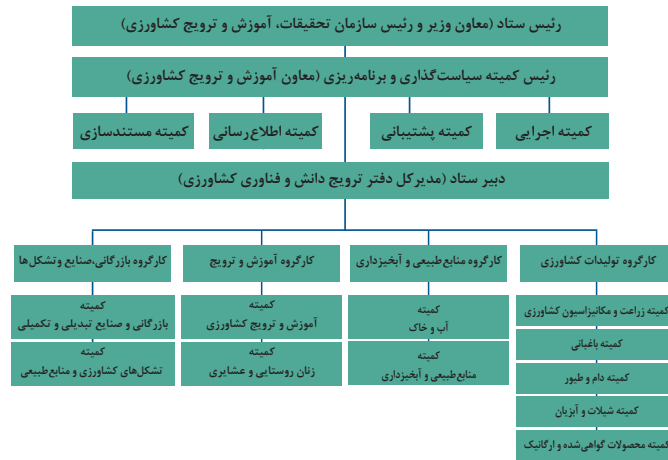 رئیس ستاد (معاون وزیر و رئیس سازمان تحقیقات، آموزش و ترویج کشاورزی)
رئیس کمیته سیاست‌گذاری و برنامه‌ریزی (معاون آموزش و ترویج کشاورزی)
کمیته اجرایی
کمیته پشتیبانی
کمیته اطلاع‌رسانی
کمیته مستندسازی
دبیر ستاد (مدیرکل دفتر ترویج دانش و فناوری کشاورزی)
کارگروه تولیدات کشاورزی
کمیته زراعت و مکانیزاسیون کشاورزی
کمیته باغبانی
کمیته دام و طیور
کمیته شیلات و آبزیان
کمیته محصولات گواهی‌شده و ارگانیک
کارگروه منابع‌طبیعی و آبخیزداری
کمیته
آب و خاک
کمیته
منابع‌طبیعی و آبخیزداری
کارگروه آموزش و ترویج
کمیته
آموزش و ترویج کشاورزی
کمیته
زنان روستایی و عشایری
کارگروه بازرگانی،صنایع وتشکل‌ها
کمیته
بازرگانی و صنایع تبدیلی و تکمیلی
کمیته
تشکل‌های کشاورزی و منابع‌طبیعی